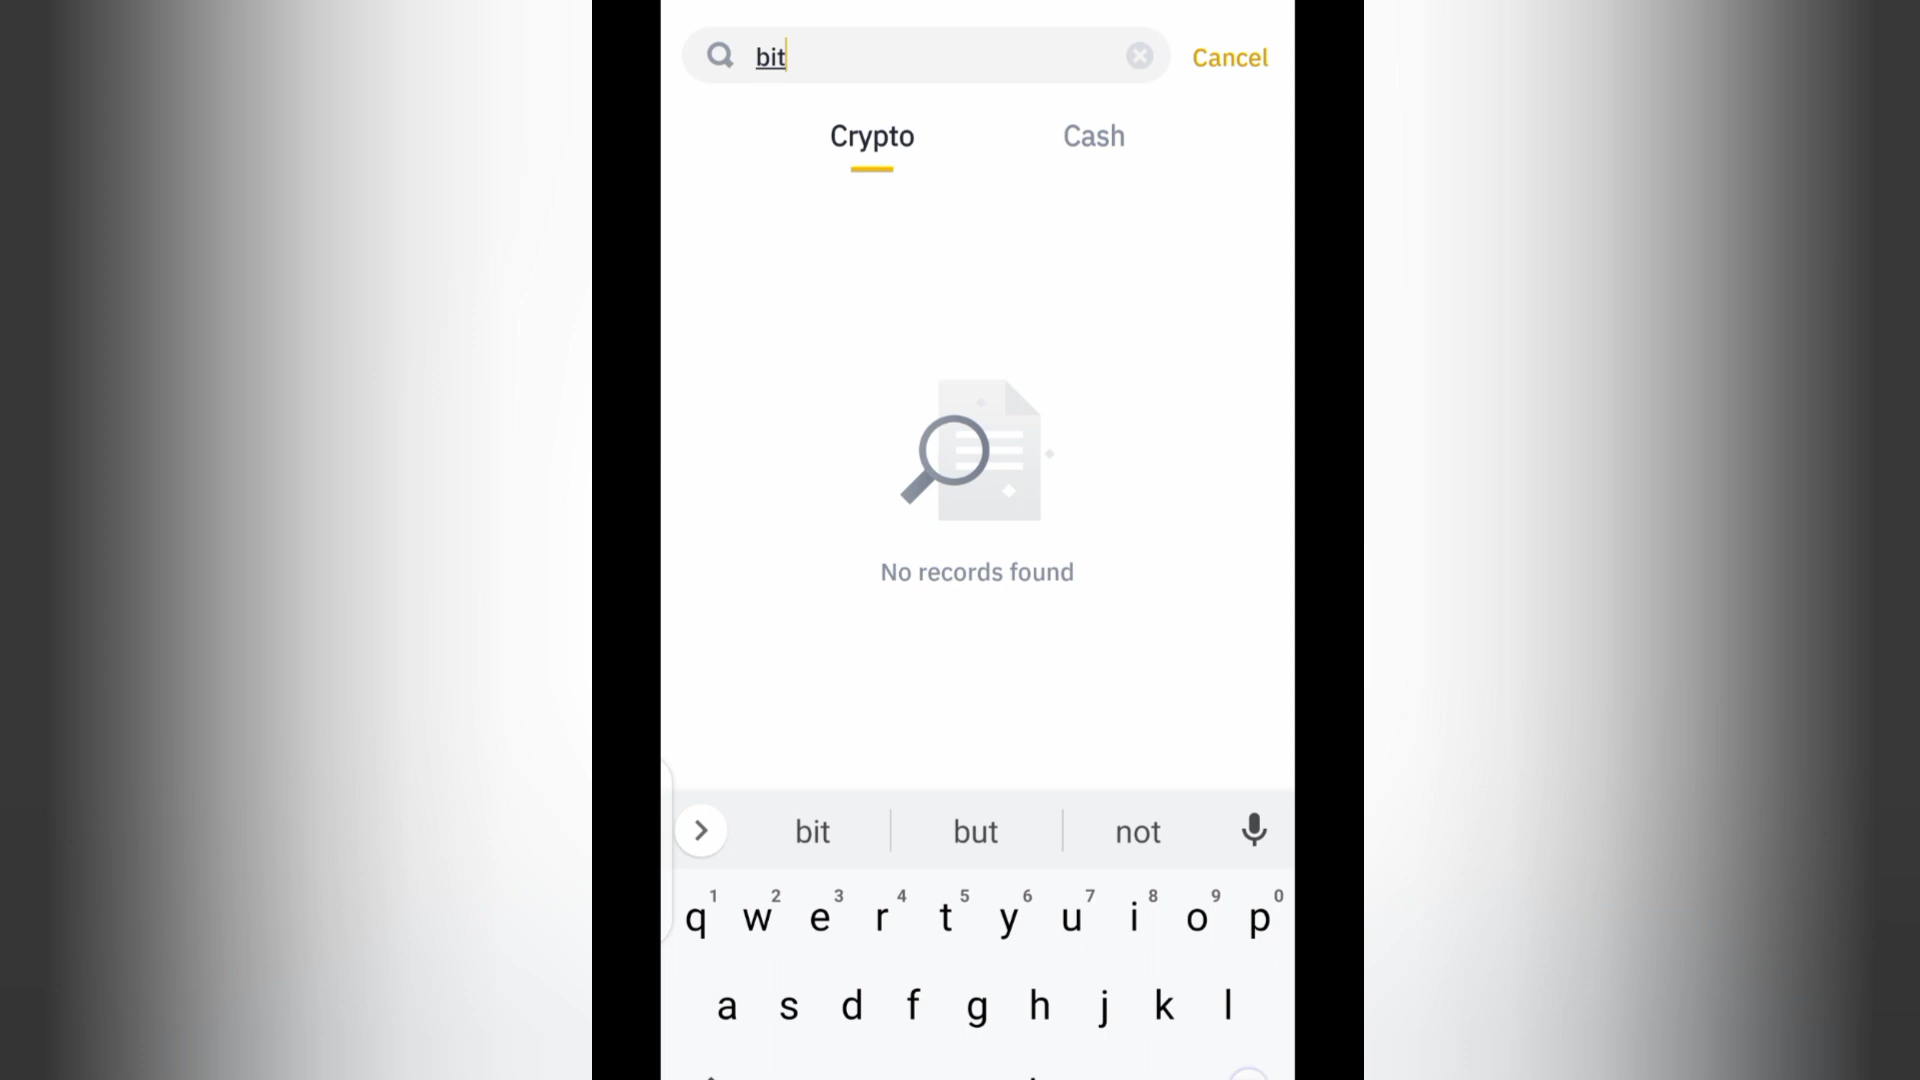 bit Cancel
Crypto Cash
No records found
bit but not
1 2 3 4 5 6 7 8 9 0
q w e r t y u i o p
a s d f g h j k l